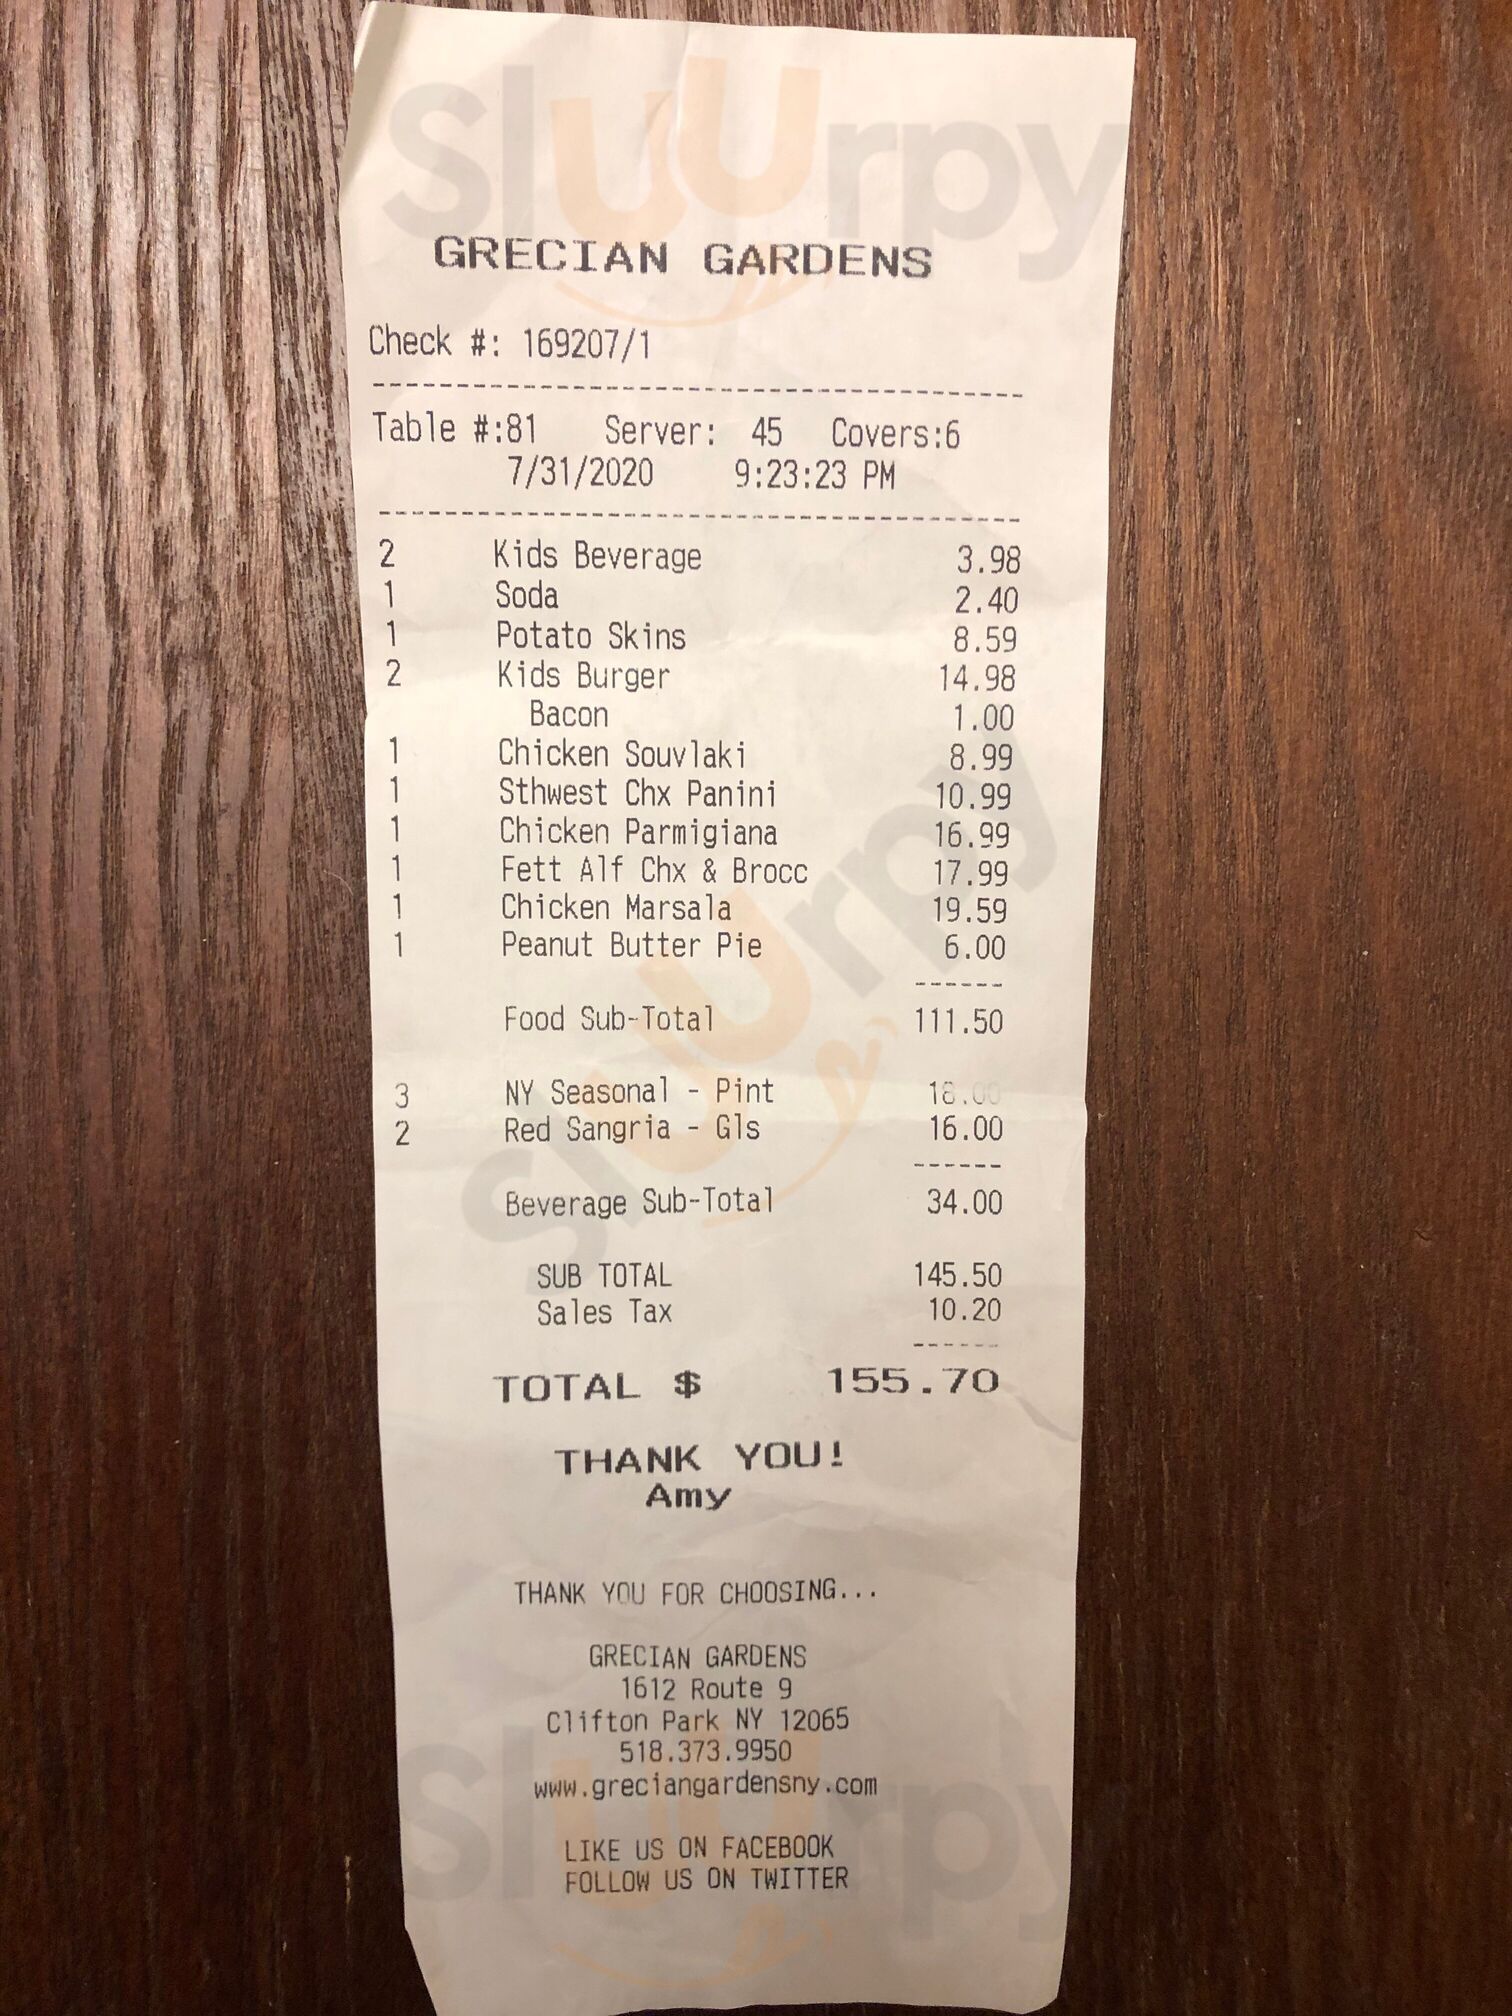 Sluurpy
GRECIAN GARDENS
Check #: 169207/1
Table #:81 Server: 45 Covers:6
7/31/2020 9:23:23 PM
2 Kids Beverage 3.98
1 Soda 2.40
1 Potato Skins 8.59
2 Kids Burger 14.98
Bacon 1.00
1 Chicken Souvlaki 8.99
1 Sthwest Chx Panini 10.99
1 Chicken Parmigiana 16.99
1 Fett Alf Chx & Brocc 17.99
1 Chicken Marsala 19.59
1 Peanut Butter Pie 6.00
Food Sub-Total 111.50
Sluurpy
3 NY Seasonal - Pint 18.00
2 Red Sangria - Gls 16.00
Beverage Sub-Total 34.00
SUB TOTAL 145.50
Sales Tax 10.20
TOTAL $ 155.70
THANK YOU!
Amy
THANK YOU FOR CHOOSING...
GRECIAN GARDENS
1612 Route 9
Clifton Park NY 12065
518.373.9950
www.greciangardensny.com
Sluurpy
LIKE US ON FACEBOOK
FOLLOW US ON TWITTER